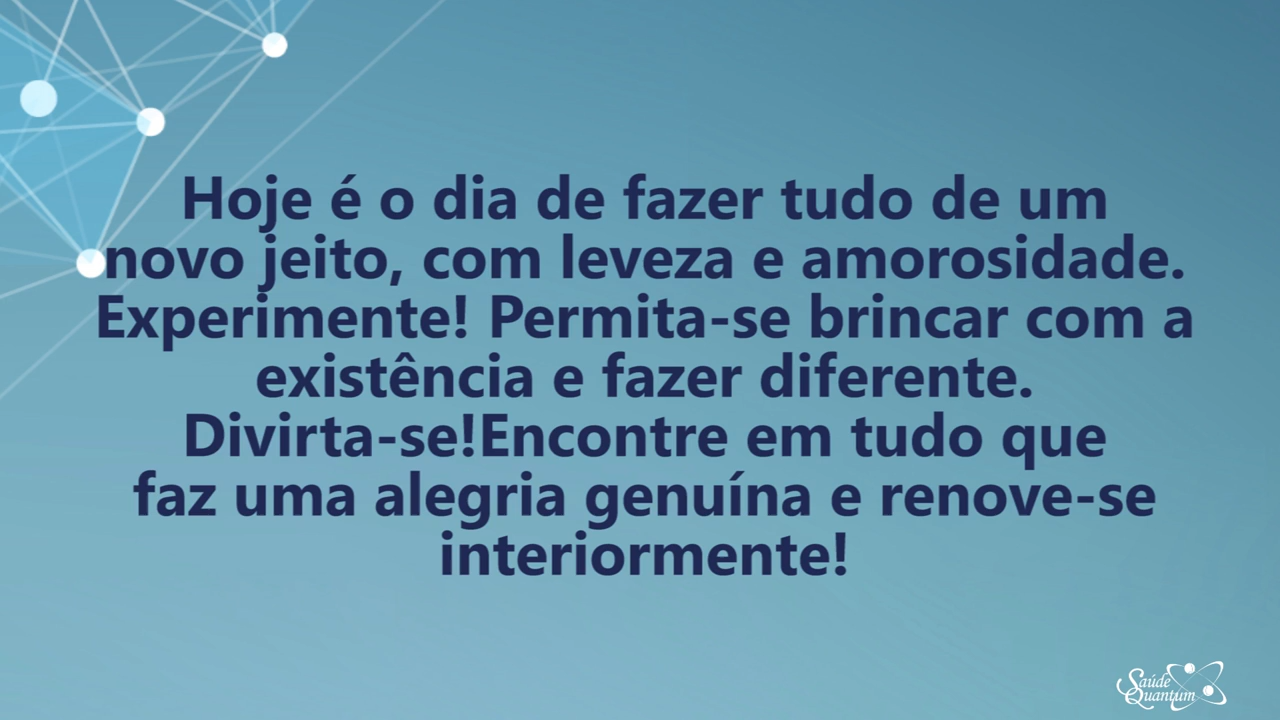 Hoje é o dia de fazer tudo de um
novo jeito, com leveza e amorosidade.
Experimente! Permita-se brincar com a
existência e fazer diferente.
Divirta-se!Encontre em tudo que
faz uma alegria genuína e renove-se
interiormente!
Saúde
Quantum